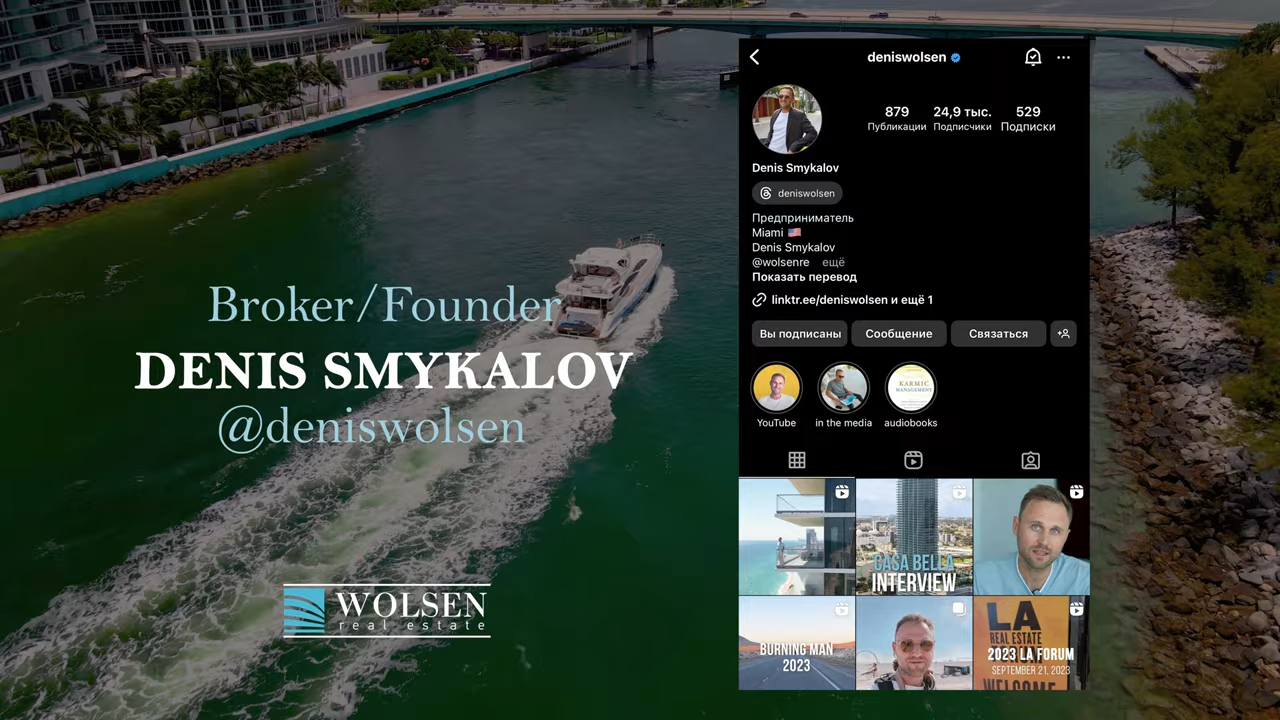 Broker/Founder
DENIS SMYKALOV
@deniswolsen
WOLSEN
real estate
deniswolsen
879
24,9 тыс.
529
Публикации
Подписчики
Подписки
Denis Smykalov
deniswolsen
Предприниматель
Miami 🇺🇸
Denis Smykalov
@wolsenre ещё
Показать перевод
linktr.ee/deniswolsen и ещё 1
Вы подписаны
Сообщение
Связаться
KARMIC
MANAGEMENT
YouTube
in the media
audiobooks
CASA BELLA
INTERVIEW
BURNING MAN
2023
LA
REAL ESTATE
2023 LA FORUM
SEPTEMBER 21, 2023
WELCOME